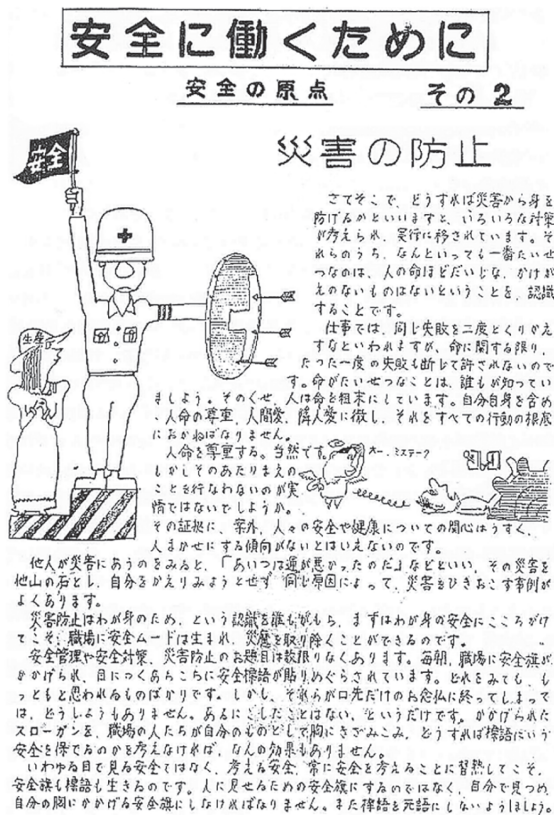 安全に働くために
安全の原点 その2
災害の防止
安全
生産
さてそこで、どうすれば災害から身を
防げるかといいますと、いろいろな対策
が考えられ、実行に移されています。そ
れらのうち、なんといっても一番たいせ
つなのは、人の命ほどだいじな、かけが
えのないものはないということを、認識
することです。
仕事では、同じ失敗を二度とくりかえ
すなといわれますが、命に関する限り、
たった一度の失敗も断じて許されないので
す。命がたいせつなことは、誰もが知ってい
ましょう。そのくせ、人は命を粗末にしています。自分自身を含め
人命の尊重、人間愛、隣人愛に徹し、それをすべての行動の根底
におかねばなりません。
人命を尊重する。当然です。
しかしそのあたりまえの
ことを行なわないのが実
情ではないでしょうか。
オー、ミステーク
その証拠に、案外、人々の安全や健康についての関心はうすく、
人まかせにする傾向がないとはいえないのです。
他人が災害にあうのをみると、「あいつは運が悪かったのだ」などといい、その災害を
他山の石とし、自分をかえりみようとせず、同じ原因によって、災害をひきおこす事例が
よくあります。
災害防止はわが身のため、という認識を誰もがもち、まずはわが身の安全にこころがけ
てこそ、職場に安全ムードは生まれ、災魔を取り除くことができるのです。
安全管理や安全対策、災害防止のお題目は数限りなくあります。毎朝、職場に安全旗が
かかげられ、目につくあちこちに安全標語が貼りめぐらされています。どれをみても、も
っともと思われるものばかりです。しかし、それらが口先だけのお念仏に終ってしまって
は、どうしようもありません。あるにこしたことはない、というだけです。かかげられた
スローガンを、職場の人たちが自分のものとして胸にきざみこみ、どうすれば標語にいう
安全を保てるのかを考えなければ、なんの効果もありません。
いわゆる目で見る安全ではなく、考える安全、常に安全を考えることに習熟してこそ、
安全旗も標語も生きるのです。人に見せるための安全旗にするのではなく、自分で見つめ、
自分の胸にかかげる安全旗にしなければなりません。また標語を冗語にしないようにしましょう。